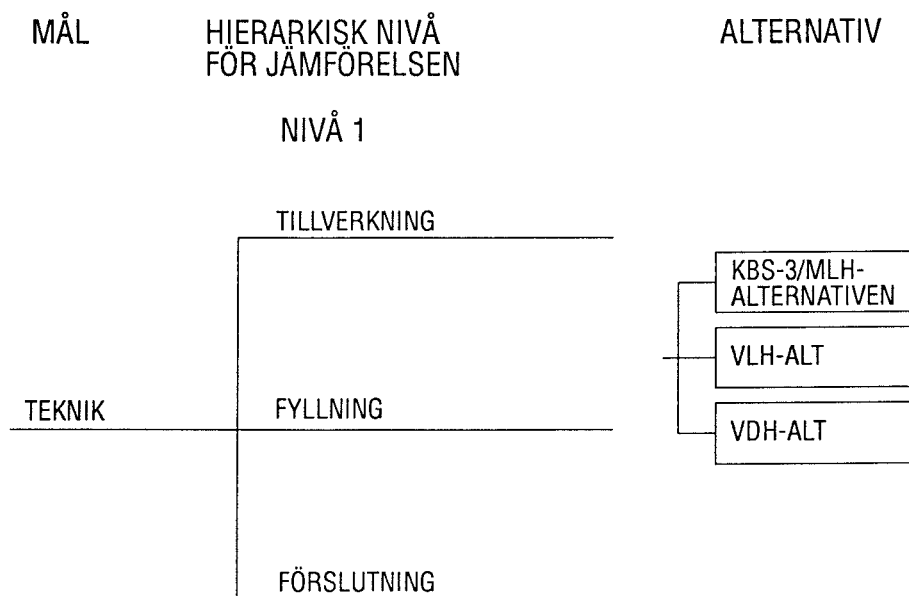 MÅL
HIERARKISK NIVÅ
FÖR JÄMFÖRELSEN
ALTERNATIV
NIVÅ 1
TILLVERKNING
KBS-3/MLH-
ALTERNATIVEN
VLH-ALT
TEKNIK
FYLLNING
VDH-ALT
FÖRSLUTNING